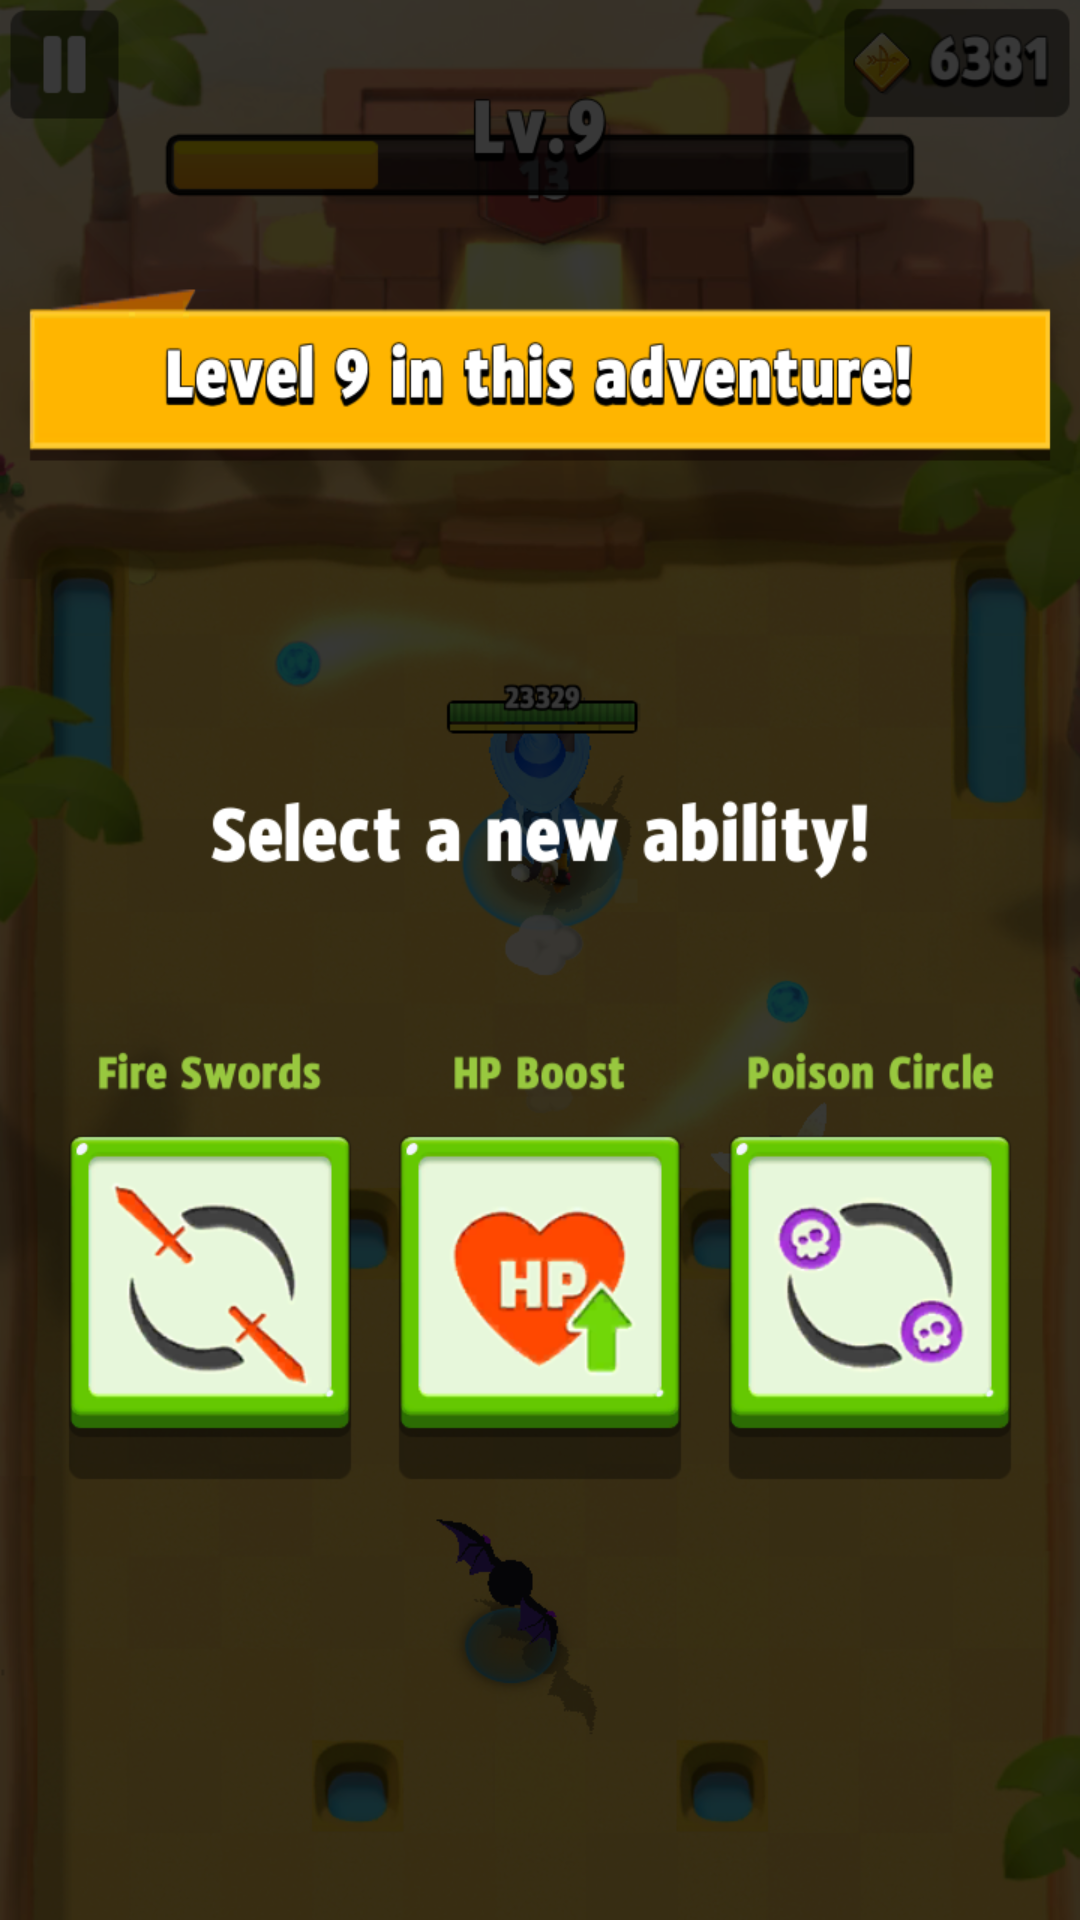 6381
Lv.9
13
Level 9 in this adventure!
23329
Select a new ability!
Fire Swords
HP Boost
Poison Circle
HP